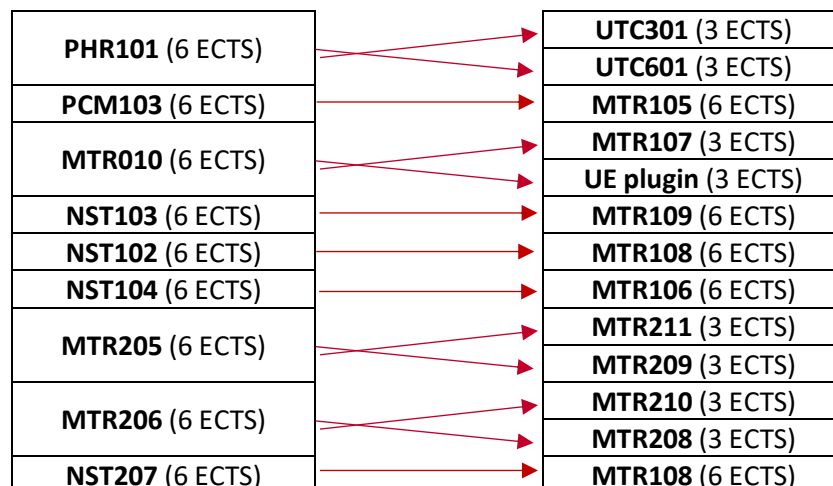 PHR101 (6 ECTS)
UTC301 (3 ECTS)
UTC601 (3 ECTS)
PCM103 (6 ECTS)
MTR105 (6 ECTS)
MTR010 (6 ECTS)
MTR107 (3 ECTS)
UE plugin (3 ECTS)
NST103 (6 ECTS)
MTR109 (6 ECTS)
NST102 (6 ECTS)
MTR108 (6 ECTS)
NST104 (6 ECTS)
MTR106 (6 ECTS)
MTR205 (6 ECTS)
MTR211 (3 ECTS)
MTR209 (3 ECTS)
MTR206 (6 ECTS)
MTR210 (3 ECTS)
MTR208 (3 ECTS)
NST207 (6 ECTS)
MTR108 (6 ECTS)